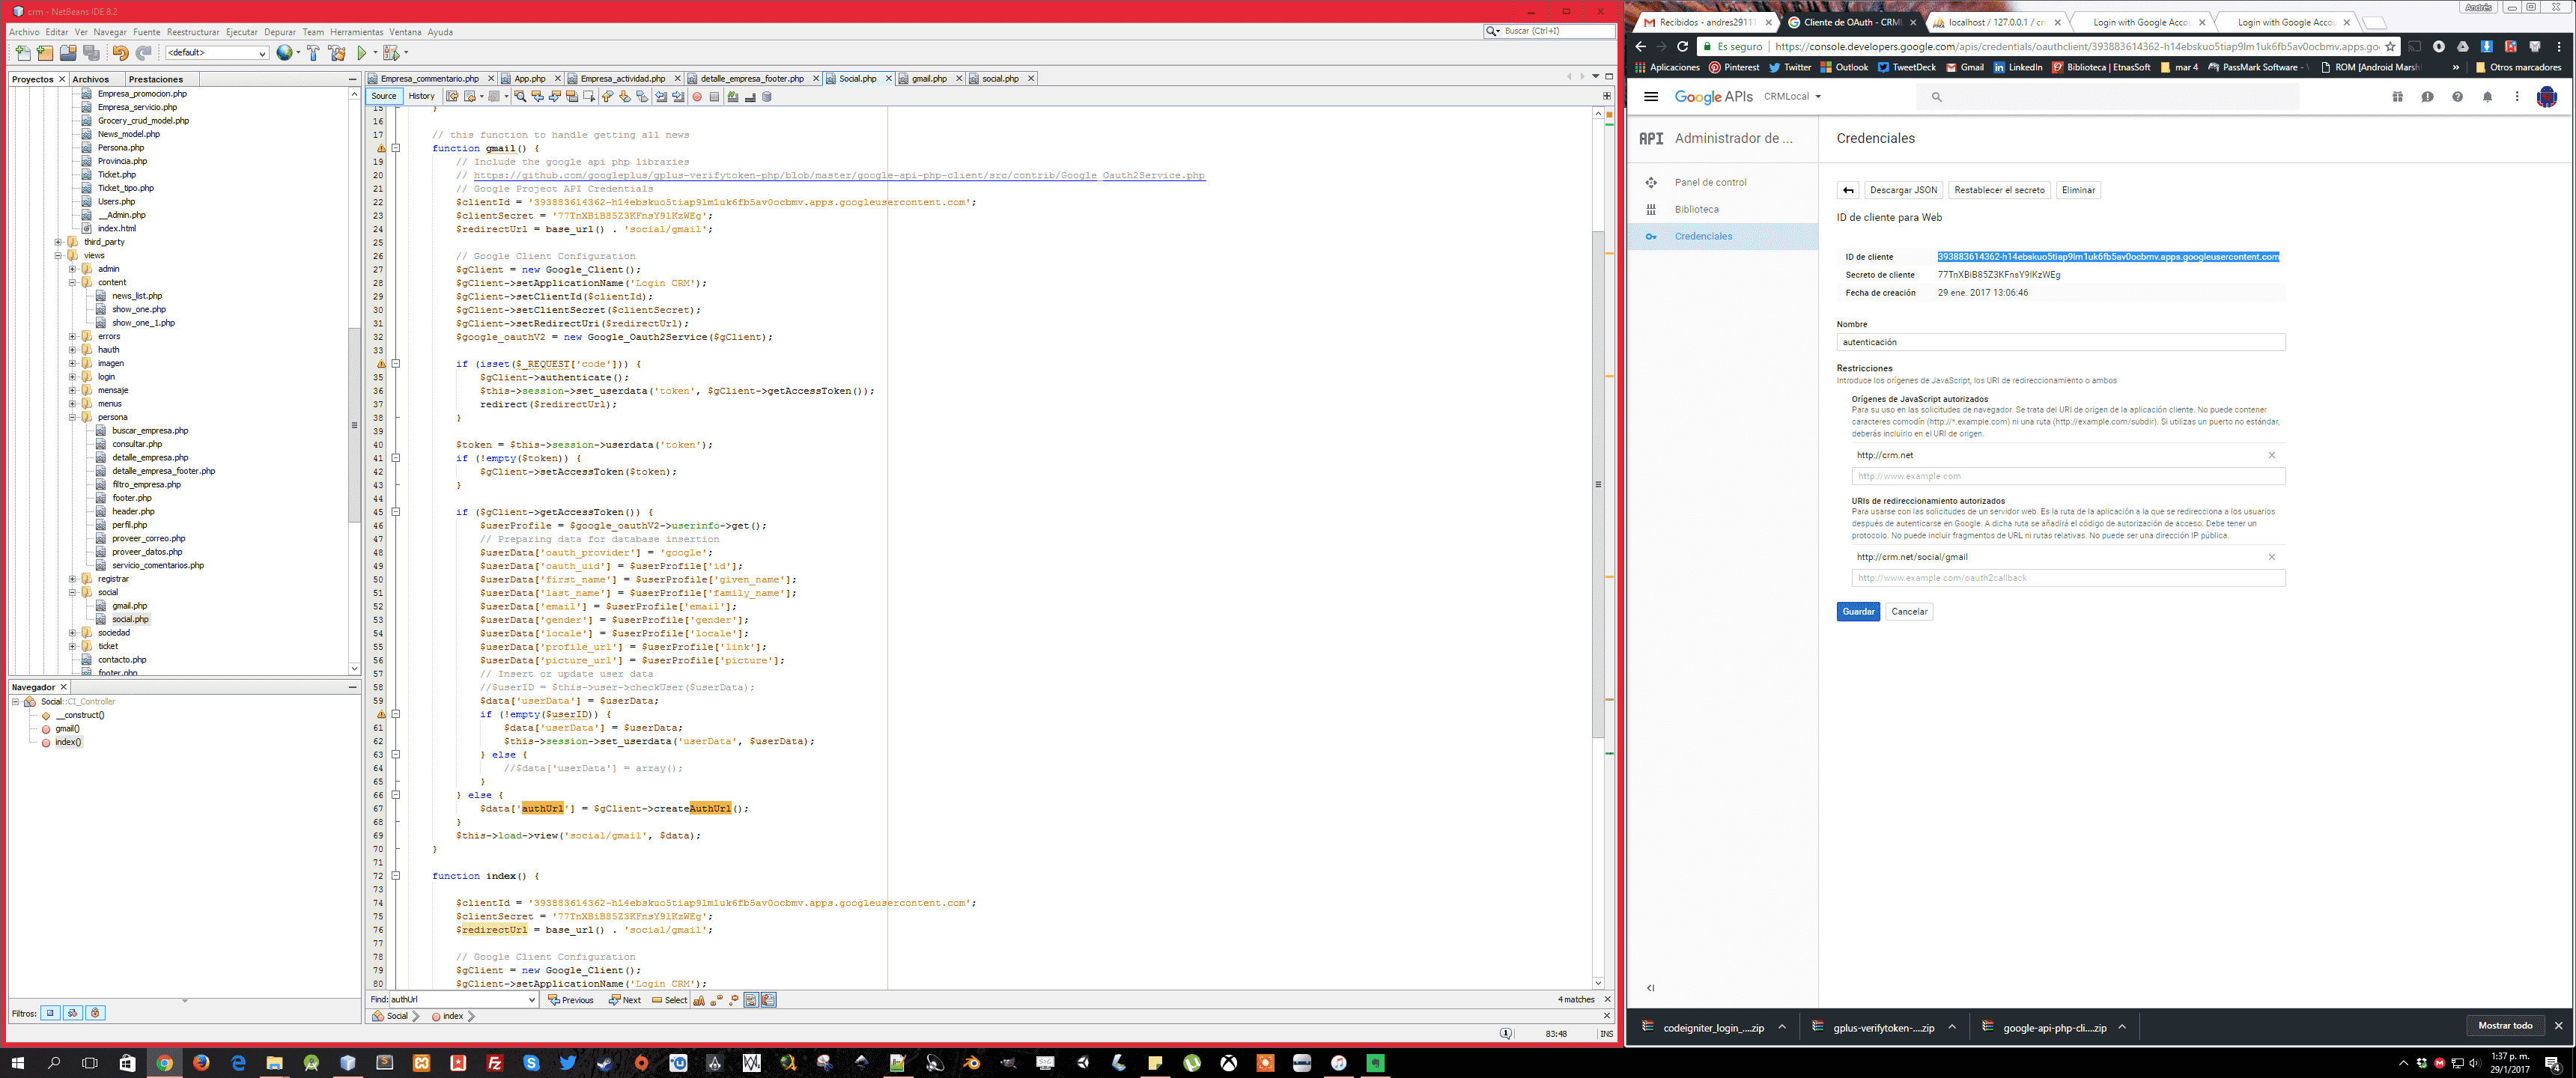 crm - NetBeans IDE 8.2
Archivo Editar Ver Navegar Fuente Reestructurar Ejecutar Depurar Team Herramientas Ventana Ayuda
Buscar (Ctrl+I)
<default>
Proyectos Archivos Prestaciones
Empresa_promocion.php
Empresa_servicio.php
Grocery_crud_model.php
News_model.php
Persona.php
Provincia.php
Ticket.php
Ticket_tipo.php
Users.php
__Admin.php
index.html
third_party
views
admin
content
news_list.php
show_one.php
show_one_1.php
errors
hauth
imagen
login
mensaje
menus
persona
buscar_empresa.php
consultar.php
detalle_empresa.php
detalle_empresa_footer.php
filtro_empresa.php
footer.php
header.php
perfil.php
proveer_correo.php
proveer_datos.php
servicio_comentarios.php
registrar
social
gmail.php
social.php
sociedad
ticket
contacto.php
footer.php
Navegador
Social::CI_Controller
__construct()
gmail()
index()
Filtros:
Empresa_commentario.php App.php Empresa_actividad.php detalle_empresa_footer.php Social.php gmail.php social.php
Source History
15 }
16
17 // this function to handle getting all news
function gmail() {
19 // Include the google api php libraries
20 // https://github.com/googleplus/gplus-verifytoken-php/blob/master/google-api-php-client/src/contrib/Google_Oauth2Service.php
21 // Google Project API Credentials
22 $clientId = '393883614362-h14ebskuo5tiap9lm1uk6fb5av0ocbmv.apps.googleusercontent.com';
23 $clientSecret = '77TnXBiB85Z3KFnsY9lKzWEg';
24 $redirectUrl = base_url() . 'social/gmail';
25
26 // Google Client Configuration
27 $gClient = new Google_Client();
28 $gClient->setApplicationName('Login CRM');
29 $gClient->setClientId($clientId);
30 $gClient->setClientSecret($clientSecret);
31 $gClient->setRedirectUri($redirectUrl);
32 $google_oauthV2 = new Google_Oauth2Service($gClient);
33
if (isset($_REQUEST['code'])) {
35 $gClient->authenticate();
36 $this->session->set_userdata('token', $gClient->getAccessToken());
37 redirect($redirectUrl);
38 }
39
40 $token = $this->session->userdata('token');
41 if (!empty($token)) {
42 $gClient->setAccessToken($token);
43 }
44
45 if ($gClient->getAccessToken()) {
46 $userProfile = $google_oauthV2->userinfo->get();
47 // Preparing data for database insertion
48 $userData['oauth_provider'] = 'google';
49 $userData['oauth_uid'] = $userProfile['id'];
50 $userData['first_name'] = $userProfile['given_name'];
51 $userData['last_name'] = $userProfile['family_name'];
52 $userData['email'] = $userProfile['email'];
53 $userData['gender'] = $userProfile['gender'];
54 $userData['locale'] = $userProfile['locale'];
55 $userData['profile_url'] = $userProfile['link'];
56 $userData['picture_url'] = $userProfile['picture'];
57 // Insert or update user data
58 //$userID = $this->user->checkUser($userData);
59 $data['userData'] = $userData;
if (!empty($userID)) {
61 $data['userData'] = $userData;
62 $this->session->set_userdata('userData', $userData);
63 } else {
64 //$data['userData'] = array();
65 }
66 } else {
67 $data['authUrl'] = $gClient->createAuthUrl();
68 }
69 $this->load->view('social/gmail', $data);
70 }
71
72 function index() {
73
74 $clientId = '393883614362-h14ebskuo5tiap9lm1uk6fb5av0ocbmv.apps.googleusercontent.com';
75 $clientSecret = '77TnXBiB85Z3KFnsY9lKzWEg';
76 $redirectUrl = base_url() . 'social/gmail';
77
78 // Google Client Configuration
79 $gClient = new Google_Client();
80 $gClient->setApplicationName('Login CRM');
Find: authUrl Previous Next Select 4 matches
Social index
83:48 INS
Andrés
Recibidos - andres29111 Cliente de OAuth - CRML localhost / 127.0.0.1 / crm Login with Google Accou Login with Google Accou
Es seguro https://console.developers.google.com/apis/credentials/oauthclient/393883614362-h14ebskuo5tiap9lm1uk6fb5av0ocbmv.apps.go
Aplicaciones Pinterest Twitter Outlook TweetDeck Gmail LinkedIn Biblioteca | EtnasSoft mar 4 PassMark Software - ROM [Android Marsh » Otros marcadores
Google APIs CRMLocal
API Administrador de ...
Credenciales
Panel de control
Biblioteca
Credenciales
Descargar JSON Restablecer el secreto Eliminar
ID de cliente para Web
ID de cliente 393883614362-h14ebskuo5tiap9lm1uk6fb5av0ocbmv.apps.googleusercontent.com
Secreto de cliente 77TnXBiB85Z3KFnsY9lKzWEg
Fecha de creación 29 ene. 2017 13:06:46
Nombre
autenticación
Restricciones
Introduce los orígenes de JavaScript, los URI de redireccionamiento o ambos
Orígenes de JavaScript autorizados
Para su uso en las solicitudes de navegador. Se trata del URI de origen de la aplicación cliente. No puede contener
caracteres comodín (http://*.example.com) ni una ruta (http://example.com/subdir). Si utilizas un puerto no estándar,
deberás incluirlo en el URI de origen.
http://crm.net
http://www.example.com
URIs de redireccionamiento autorizados
Para usarse con las solicitudes de un servidor web. Es la ruta de la aplicación a la que se redirecciona a los usuarios
después de autenticarse en Google. A dicha ruta se añadirá el código de autorización de acceso. Debe tener un
protocolo. No puede incluir fragmentos de URL ni rutas relativas. No puede ser una dirección IP pública.
http://crm.net/social/gmail
http://www.example.com/oauth2callback
Guardar Cancelar
codeigniter_login_....zip gplus-verifytoken-....zip google-api-php-cli....zip Mostrar todo
1:37 p. m.
29/1/2017
4